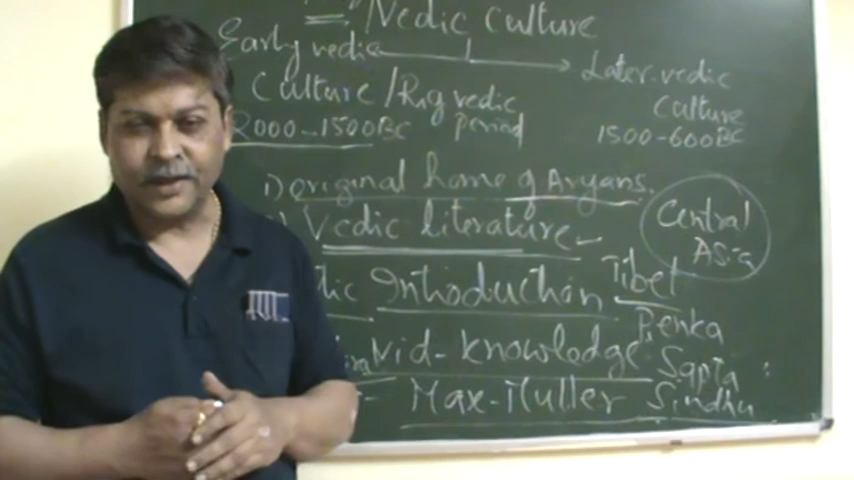 Vedic Culture
Early vedic
Later-vedic
Culture / Rig vedic
Culture
2000-1500BC period
1500-600BC
1) original home of Aryans.
Central
Asia
Vedic literature
Tibet
Introduction
Penka
Vid-knowledge
Sapta
Max-Muller
Sindhu